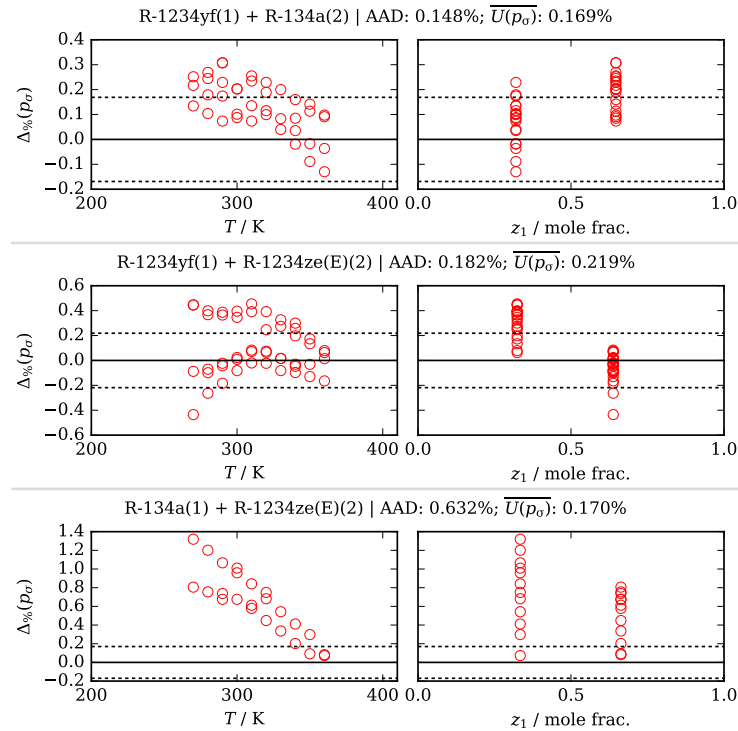 R-1234yf(1) + R-134a(2) | AAD: 0.148%; U(pσ): 0.169%
Δ%(pσ)
0.4
0.3
0.2
0.1
0.0
−0.1
−0.2
200 300 400
T / K
0.0 0.5 1.0
z1 / mole frac.
R-1234yf(1) + R-1234ze(E)(2) | AAD: 0.182%; U(pσ): 0.219%
Δ%(pσ)
0.6
0.4
0.2
0.0
−0.2
−0.4
−0.6
200 300 400
T / K
0.0 0.5 1.0
z1 / mole frac.
R-134a(1) + R-1234ze(E)(2) | AAD: 0.632%; U(pσ): 0.170%
Δ%(pσ)
1.4
1.2
1.0
0.8
0.6
0.4
0.2
0.0
−0.2
200 300 400
T / K
0.0 0.5 1.0
z1 / mole frac.